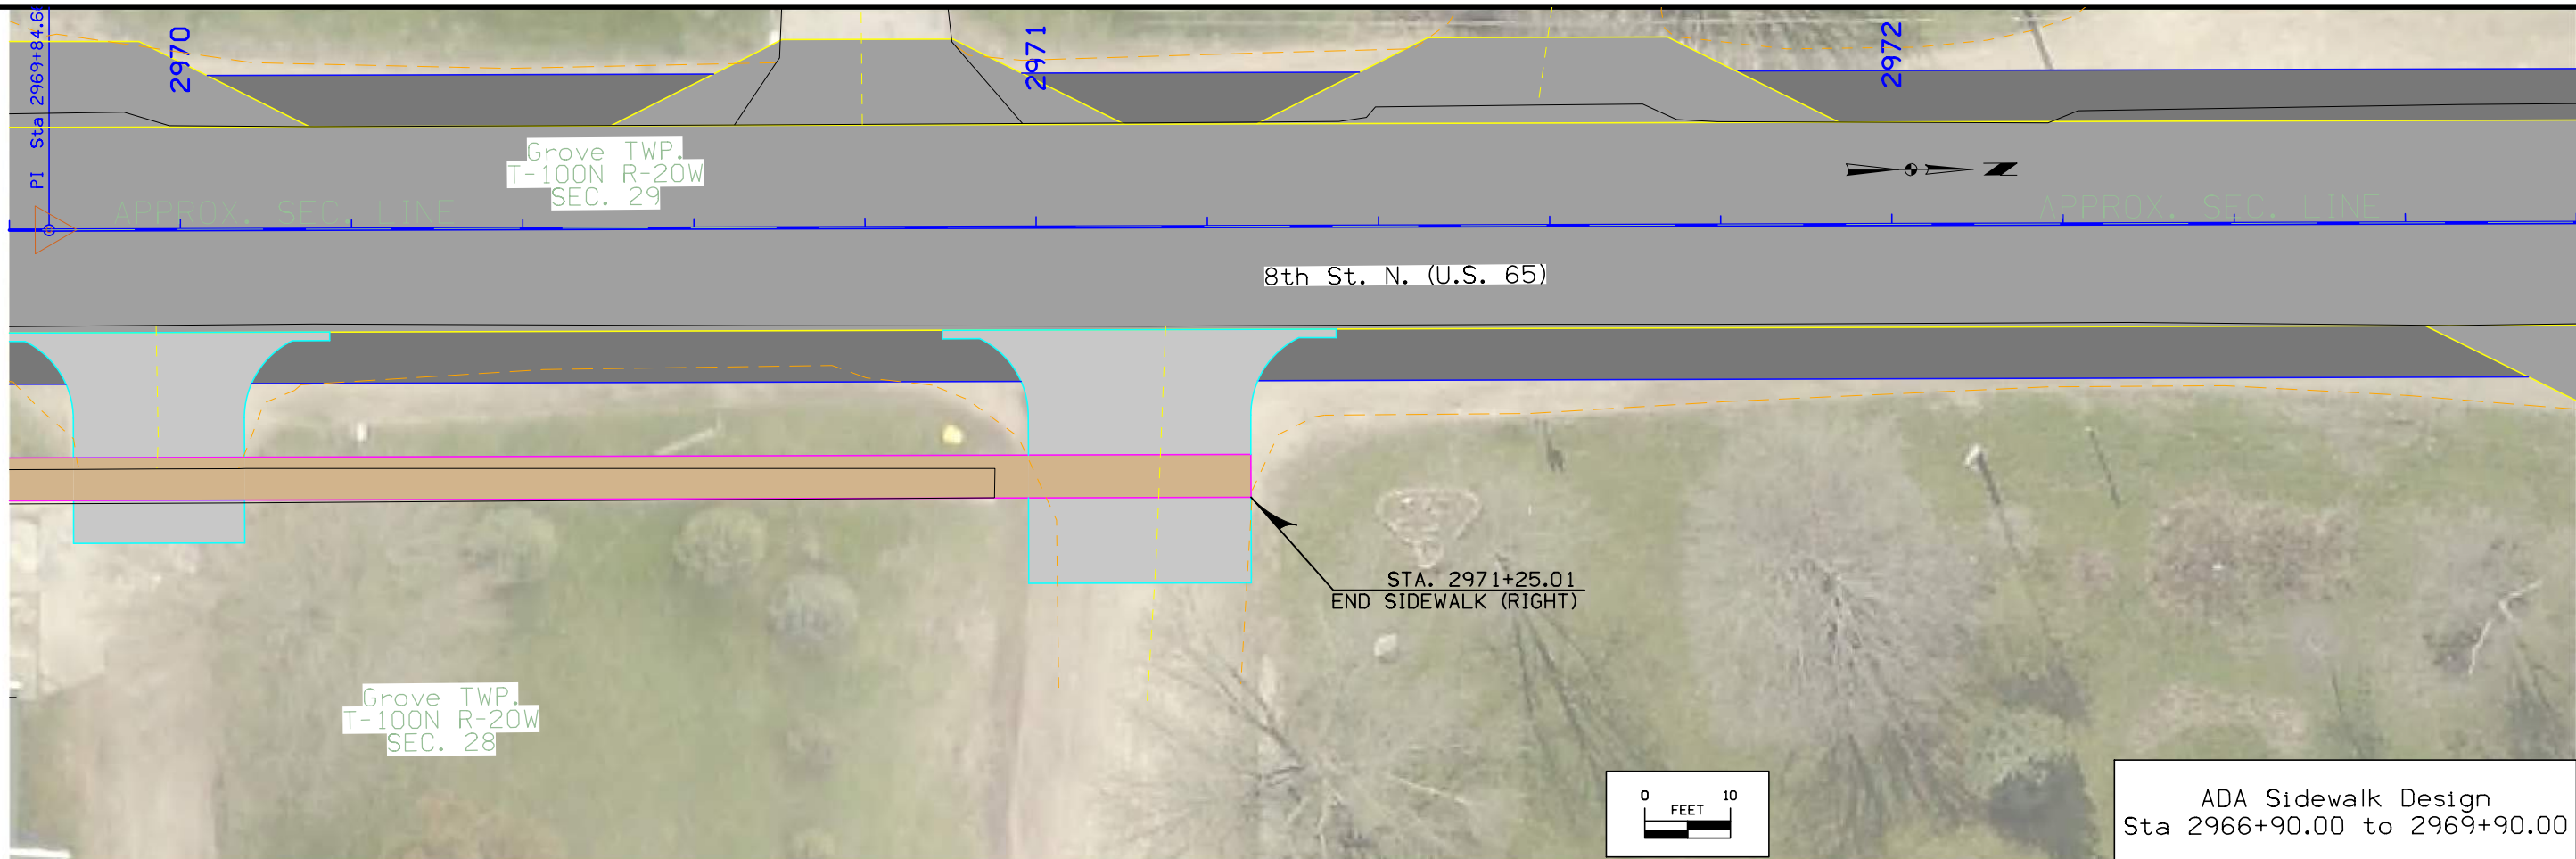 PI Sta 2969+84.6
2970
2971
2972
Grove TWP.
T-100N R-20W
SEC. 29
N
APPROX. SEC. LINE
APPROX. SEC. LINE
8th St. N. (U.S. 65)
STA. 2971+25.01
END SIDEWALK (RIGHT)
Grove TWP.
T-100N R-20W
SEC. 28
0 10
FEET
ADA Sidewalk Design
Sta 2966+90.00 to 2969+90.00